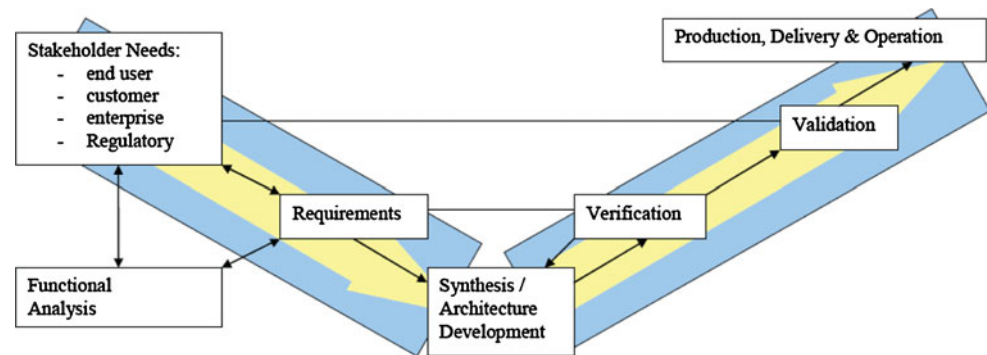 Stakeholder Needs:
- end user
- customer
- enterprise
- Regulatory
Production, Delivery & Operation
Validation
Requirements
Verification
Functional
Analysis
Synthesis /
Architecture
Development